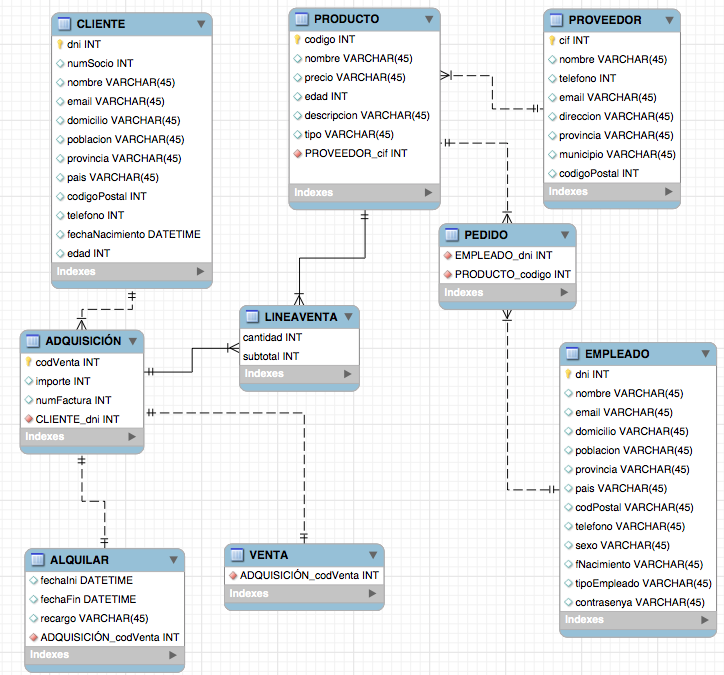 CLIENTE
dni INT
numSocio INT
nombre VARCHAR(45)
email VARCHAR(45)
domicilio VARCHAR(45)
poblacion VARCHAR(45)
provincia VARCHAR(45)
pais VARCHAR(45)
codigoPostal INT
telefono INT
fechaNacimiento DATETIME
edad INT
Indexes
PRODUCTO
codigo INT
nombre VARCHAR(45)
precio VARCHAR(45)
edad INT
descripcion VARCHAR(45)
tipo VARCHAR(45)
PROVEEDOR_cif INT
Indexes
PROVEEDOR
cif INT
nombre VARCHAR(45)
telefono INT
email VARCHAR(45)
direccion VARCHAR(45)
provincia VARCHAR(45)
municipio VARCHAR(45)
codigoPostal INT
Indexes
PEDIDO
EMPLEADO_dni INT
PRODUCTO_codigo INT
Indexes
LINEAVENTA
cantidad INT
subtotal INT
Indexes
ADQUISICIÓN
codVenta INT
importe INT
numFactura INT
CLIENTE_dni INT
Indexes
EMPLEADO
dni INT
nombre VARCHAR(45)
email VARCHAR(45)
domicilio VARCHAR(45)
poblacion VARCHAR(45)
provincia VARCHAR(45)
pais VARCHAR(45)
codPostal VARCHAR(45)
telefono VARCHAR(45)
sexo VARCHAR(45)
fNacimiento VARCHAR(45)
tipoEmpleado VARCHAR(45)
contrasenya VARCHAR(45)
Indexes
ALQUILAR
fechaIni DATETIME
fechaFin DATETIME
recargo VARCHAR(45)
ADQUISICIÓN_codVenta INT
Indexes
VENTA
ADQUISICIÓN_codVenta INT
Indexes